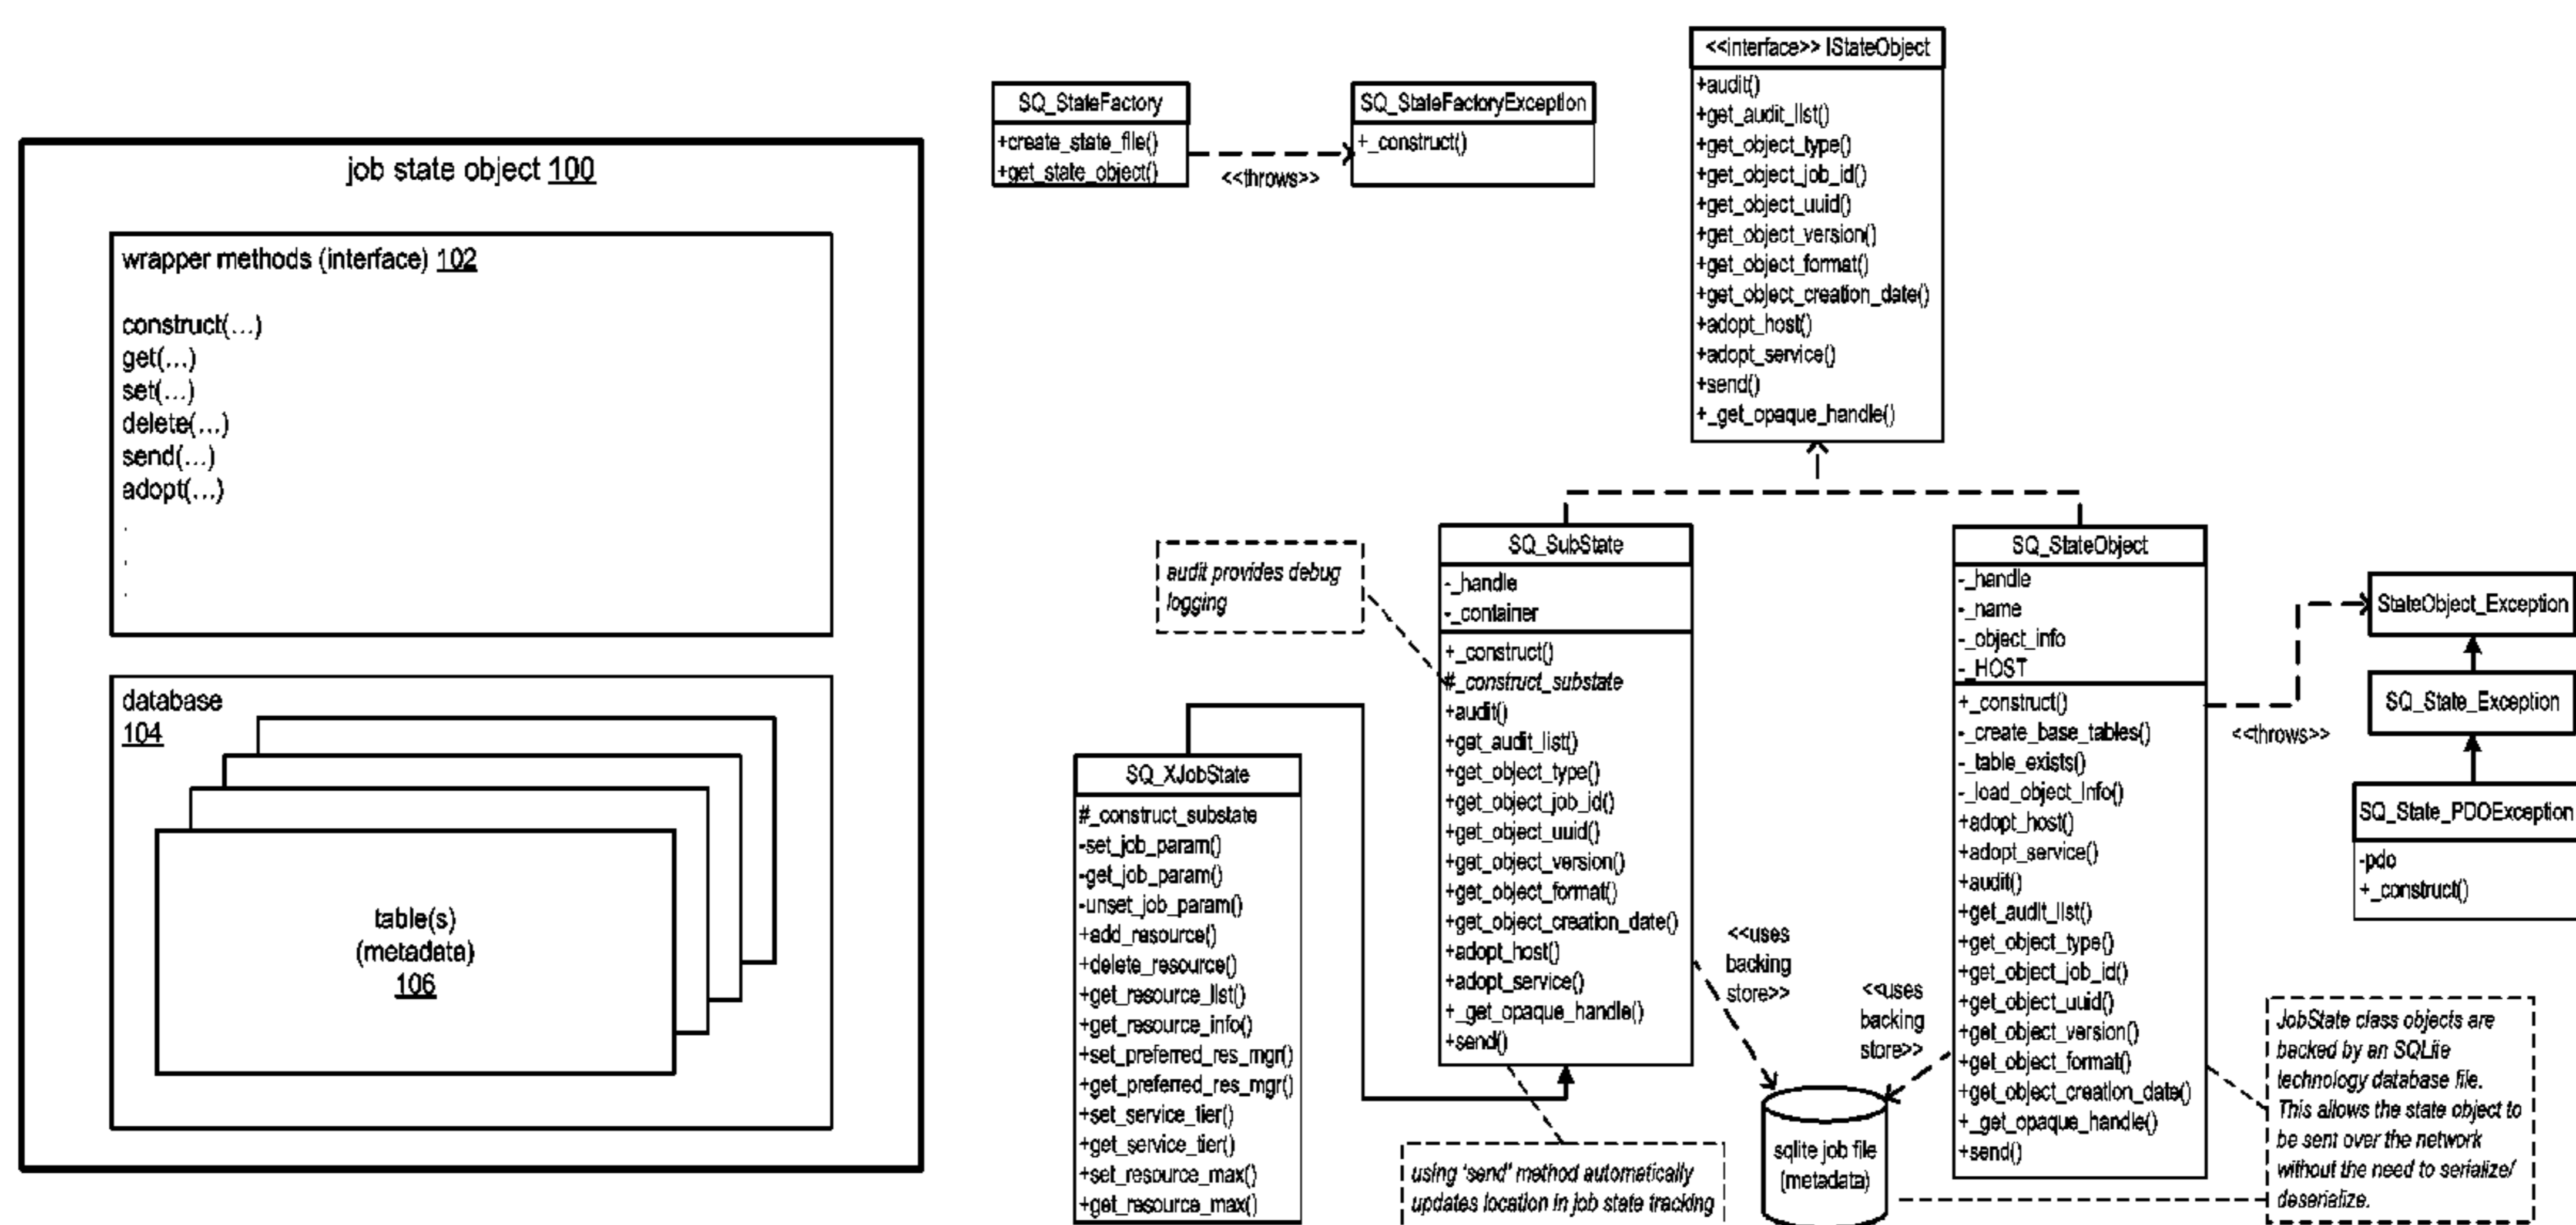 job state object 100
wrapper methods (interface) 102
construct(...)
get(...)
set(...)
delete(...)
send(...)
adopt(...)
.
.
.
database
104
table(s)
(metadata)
106
SQ_StateFactory
+create_state_file()
+get_state_object()
<<throws>>
SQ_StateFactoryException
+_construct()
<<interface>> IStateObject
+audit()
+get_audit_list()
+get_object_type()
+get_object_job_id()
+get_object_uuid()
+get_object_version()
+get_object_format()
+get_object_creation_date()
+adopt_host()
+adopt_service()
+send()
+_get_opaque_handle()
audit provides debug
logging
SQ_XJobState
#_construct_substate
-set_job_param()
-get_job_param()
-unset_job_param()
+add_resource()
+delete_resource()
+get_resource_list()
+get_resource_info()
+set_preferred_res_mgr()
+get_preferred_res_mgr()
+set_service_tier()
+get_service_tier()
+set_resource_max()
+get_resource_max()
SQ_SubState
-_handle
-_container
+_construct()
#_construct_substate
+audit()
+get_audit_list()
+get_object_type()
+get_object_job_id()
+get_object_uuid()
+get_object_version()
+get_object_format()
+get_object_creation_date()
+adopt_host()
+adopt_service()
+_get_opaque_handle()
+send()
using 'send' method automatically
updates location in job state tracking
<<uses
backing
store>>
<<uses
backing
store>>
sqlite job file
(metadata)
SQ_StateObject
-_handle
-_name
-_object_info
-_HOST
+_construct()
-_create_base_tables()
-_table_exists()
-_load_object_Info()
+adopt_host()
+adopt_service()
+audit()
+get_audit_list()
+get_object_type()
+get_object_job_id()
+get_object_uuid()
+get_object_version()
+get_object_format()
+get_object_creation_date()
+_get_opaque_handle()
+send()
<<throws>>
StateObject_Exception
SQ_State_Exception
SQ_State_PDOException
-pdo
+_construct()
JobState class objects are
backed by an SQLite
technology database file.
This allows the state object to
be sent over the network
without the need to serialize/
deserialize.